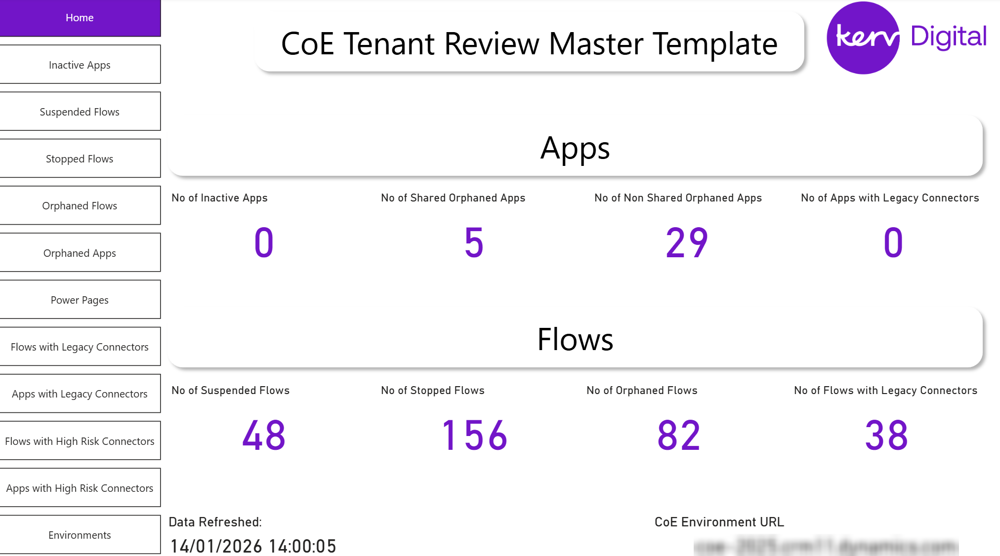 Home
Inactive Apps
Suspended Flows
Stopped Flows
Orphaned Flows
Orphaned Apps
Power Pages
Flows with Legacy Connectors
Apps with Legacy Connectors
Flows with High Risk Connectors
Apps with High Risk Connectors
Environments
CoE Tenant Review Master Template
kerv Digital
Apps
No of Inactive Apps
0
No of Shared Orphaned Apps
5
No of Non Shared Orphaned Apps
29
No of Apps with Legacy Connectors
0
Flows
No of Suspended Flows
48
No of Stopped Flows
156
No of Orphaned Flows
82
No of Flows with Legacy Connectors
38
Data Refreshed:
14/01/2026 14:00:05
CoE Environment URL